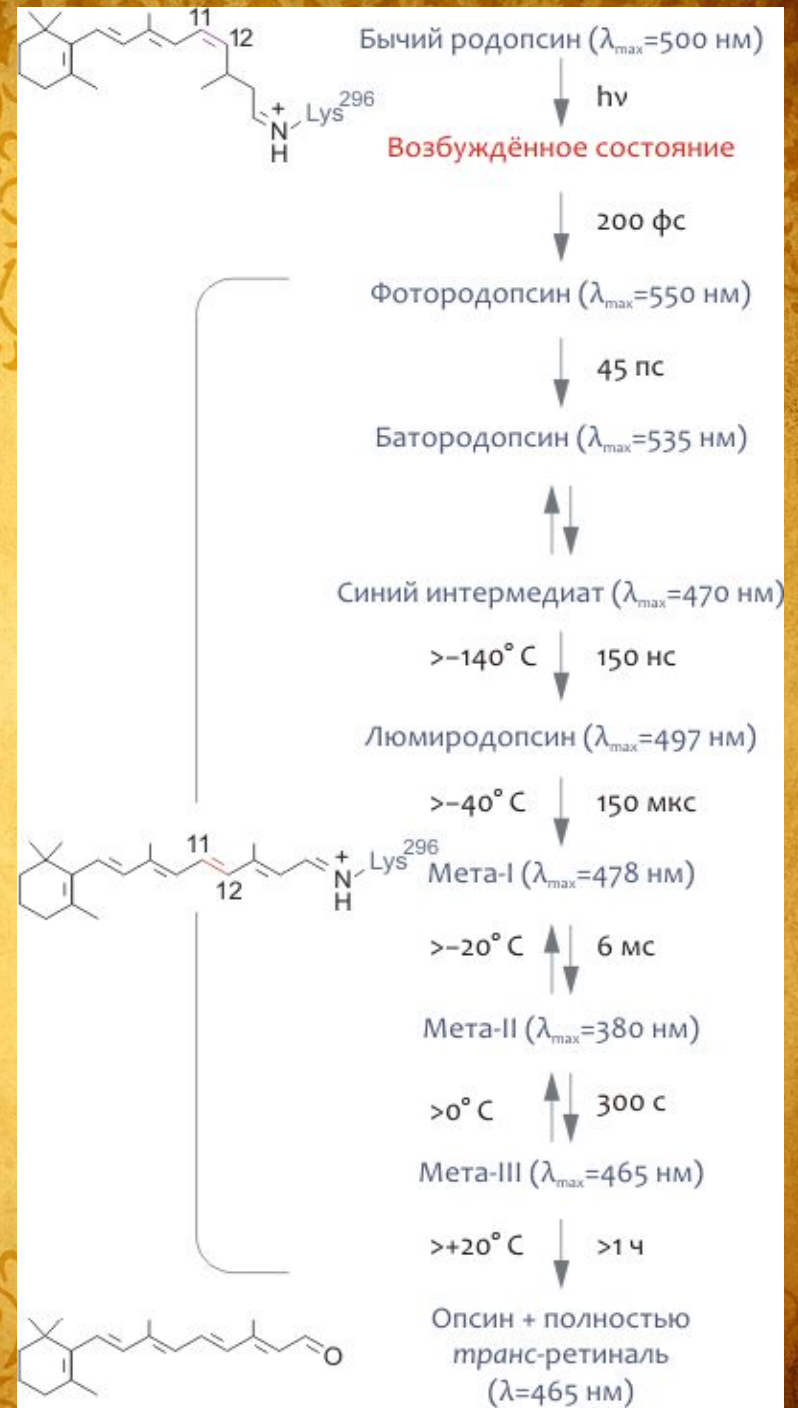 11
12
Бычий родопсин (λmax=500 нм)
hν
+
N
H
Lys296
Возбуждённое состояние
200 фс
Фотородопсин (λmax=550 нм)
45 пс
Батородопсин (λmax=535 нм)
Синий интермедиат (λmax=470 нм)
>−140° C 150 нс
Люмиродопсин (λmax=497 нм)
>−40° C 150 мкс
11
12
+
N
H
Lys296
Мета-I (λmax=478 нм)
>−20° C 6 мс
Мета-II (λmax=380 нм)
>0° C 300 с
Мета-III (λmax=465 нм)
>+20° C >1 ч
O
Опсин + полностью
транс-ретиналь
(λ=465 нм)